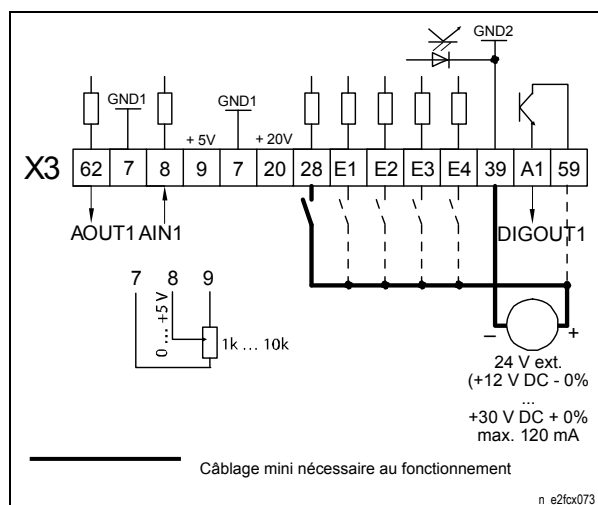 GND2
GND1
GND1
+ 5V
+ 20V
X3 62 7 8 9 7 20 28 E1 E2 E3 E4 39 A1 59
AOUT1 AIN1
DIGOUT1
7 8 9
0 ... +5 V
1k ... 10k
– +
24 V ext.
(+12 V DC - 0%
...
+30 V DC + 0%
max. 120 mA
Câblage mini nécessaire au fonctionnement
n_e2fcx073